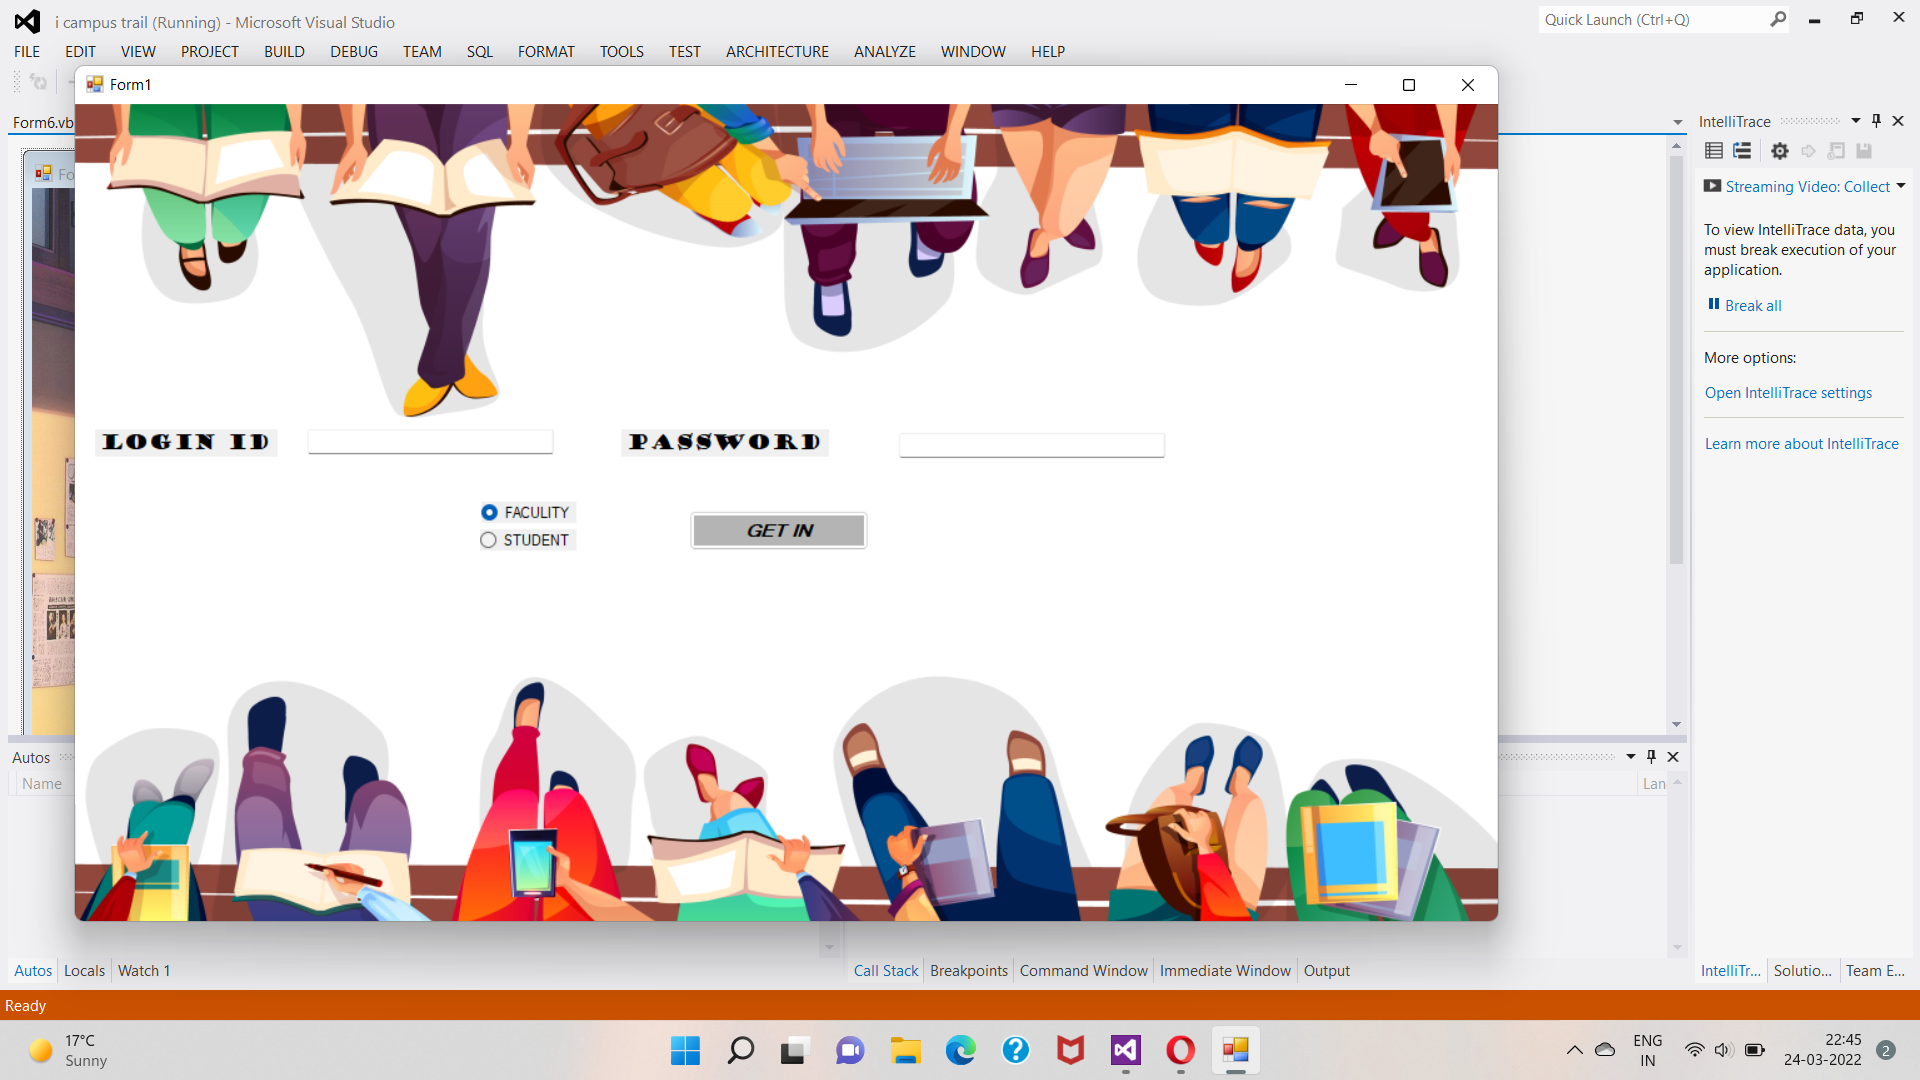 i campus trail (Running) - Microsoft Visual Studio
Quick Launch (Ctrl+Q)
FILE EDIT VIEW PROJECT BUILD DEBUG TEAM SQL FORMAT TOOLS TEST ARCHITECTURE ANALYZE WINDOW HELP
Form1
Form6.vb
Fo
IntelliTrace
Streaming Video: Collect
To view IntelliTrace data, you
must break execution of your
application.
Break all
More options:
Open IntelliTrace settings
Learn more about IntelliTrace
LOGIN ID
PASSWORD
FACULITY
STUDENT
GET IN
Autos
Name
Lan
Autos Locals Watch 1
Call Stack Breakpoints Command Window Immediate Window Output
IntelliTr... Solutio... Team E...
Ready
17°C
Sunny
ENG
IN
22:45
24-03-2022
2